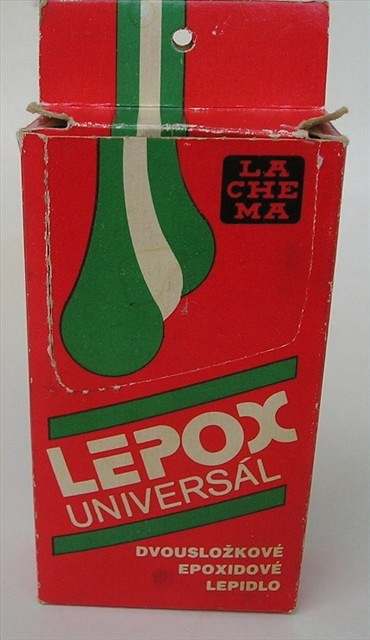 LA
CHE
MA
LEPOX
UNIVERSÁL
DVOUSLOŽKOVÉ
EPOXIDOVÉ
LEPIDLO